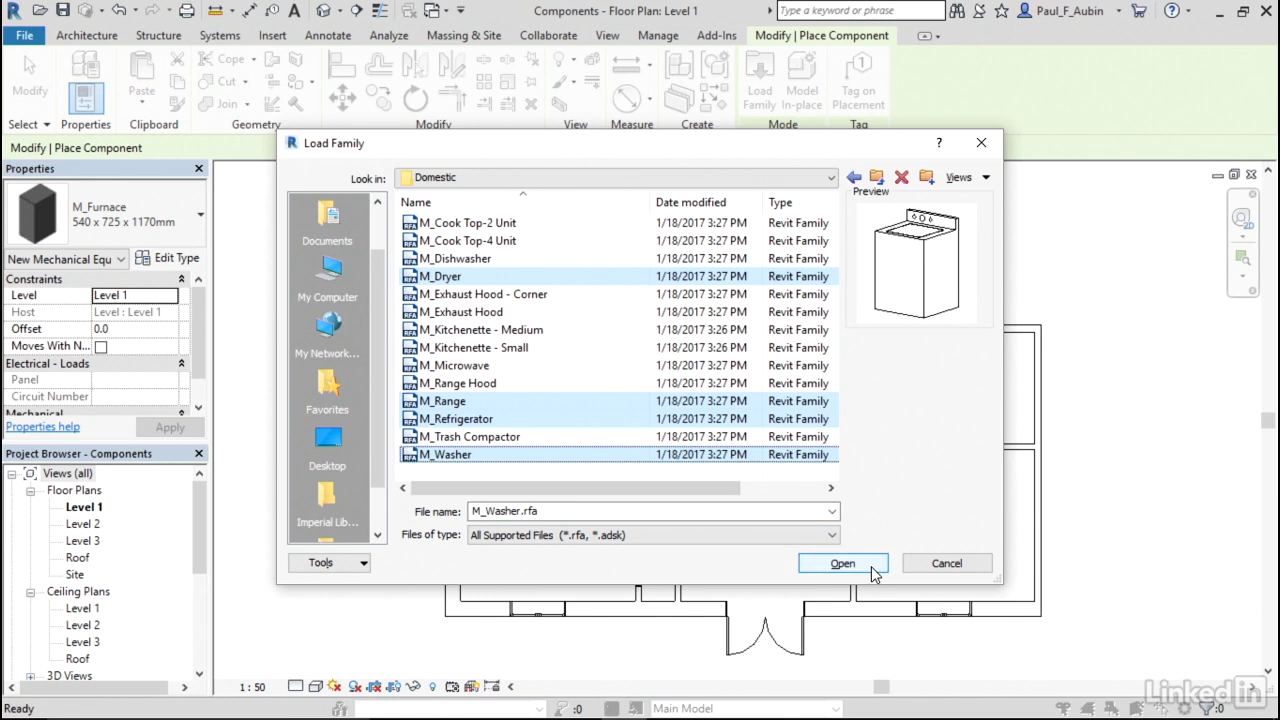 Components - Floor Plan: Level 1
Type a keyword or phrase
Paul_F_Aubin
File Architecture Structure Systems Insert Annotate Analyze Massing & Site Collaborate View Manage Add-Ins Modify | Place Component
Modify
Paste
Cope
Cut
Join
Load Family
Model In-place
Tag on Placement
Select Properties Clipboard Geometry Modify View Measure Create Mode Tag
Modify | Place Component
Properties
M_Furnace
540 x 725 x 1170mm
New Mechanical Equ Edit Type
Constraints
Level Level 1
Host Level : Level 1
Offset 0.0
Moves With N...
Electrical - Loads
Panel
Circuit Number
Mechanical
Properties help Apply
Project Browser - Components
Views (all)
Floor Plans
Level 1
Level 2
Level 3
Roof
Site
Ceiling Plans
Level 1
Level 2
Level 3
Roof
3D Views
Load Family
Look in: Domestic Views
Documents
My Computer
My Network...
Favorites
Desktop
Imperial Lib...
Name Date modified Type
M_Cook Top-2 Unit 1/18/2017 3:27 PM Revit Family
M_Cook Top-4 Unit 1/18/2017 3:27 PM Revit Family
M_Dishwasher 1/18/2017 3:27 PM Revit Family
M_Dryer 1/18/2017 3:27 PM Revit Family
M_Exhaust Hood - Corner 1/18/2017 3:27 PM Revit Family
M_Exhaust Hood 1/18/2017 3:27 PM Revit Family
M_Kitchenette - Medium 1/18/2017 3:26 PM Revit Family
M_Kitchenette - Small 1/18/2017 3:26 PM Revit Family
M_Microwave 1/18/2017 3:27 PM Revit Family
M_Range Hood 1/18/2017 3:27 PM Revit Family
M_Range 1/18/2017 3:27 PM Revit Family
M_Refrigerator 1/18/2017 3:27 PM Revit Family
M_Trash Compactor 1/18/2017 3:27 PM Revit Family
M_Washer 1/18/2017 3:27 PM Revit Family
Preview
File name: M_Washer.rfa
Files of type: All Supported Files (*.rfa, *.adsk)
Tools Open Cancel
1 : 50
Ready :0 Main Model :0
Linked in